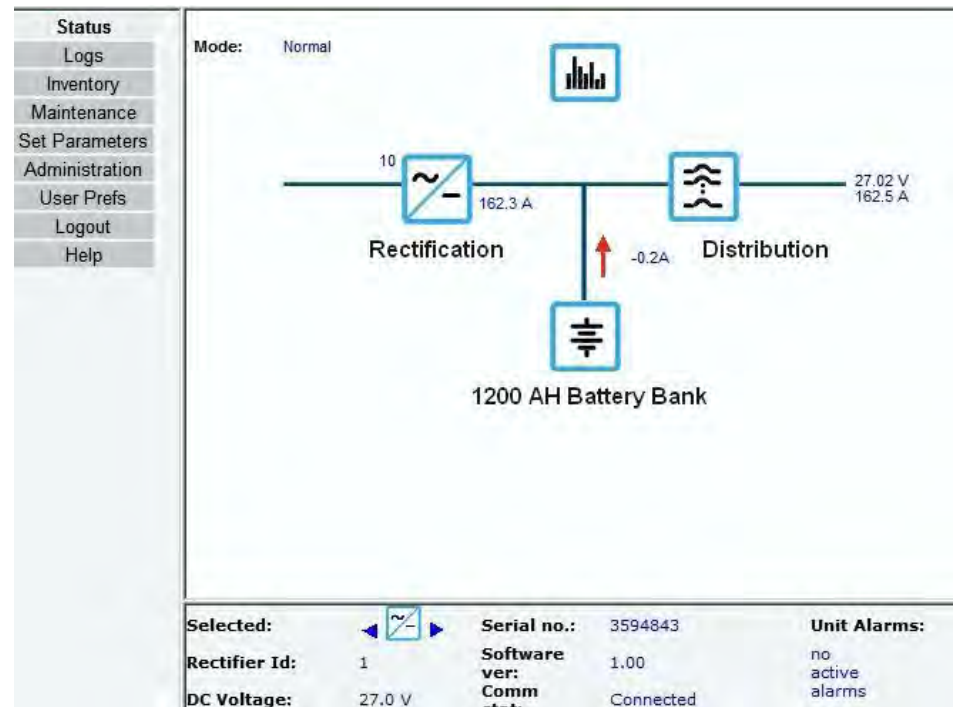 Status
Logs
Inventory
Maintenance
Set Parameters
Administration
User Prefs
Logout
Help
Mode: Normal
10
162.3 A
27.02 V
162.5 A
Rectification
-0.2A
Distribution
1200 AH Battery Bank
Selected:
Serial no.: 3594843
Unit Alarms:
Rectifier Id: 1
Software
ver: 1.00
no
active
alarms
DC Voltage: 27.0 V
Comm
Connected